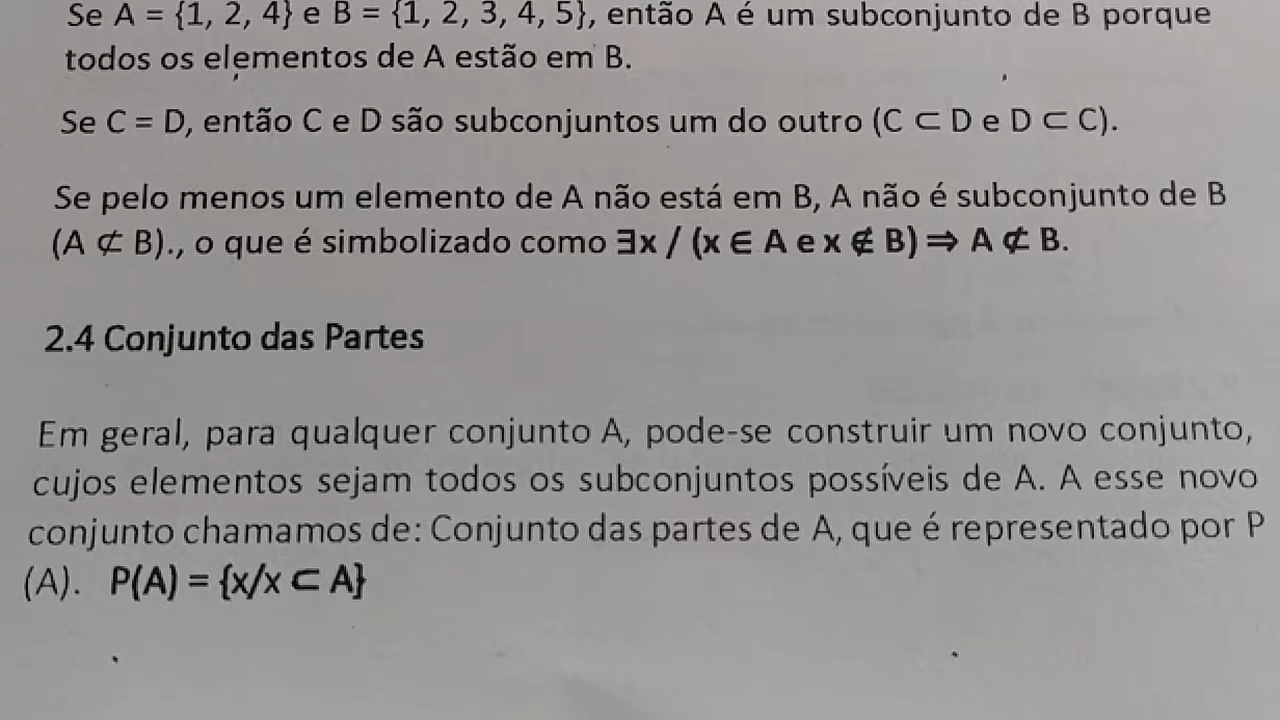 Se A = {1, 2, 4} e B = {1, 2, 3, 4, 5}, então A é um subconjunto de B porque
todos os elementos de A estão em B.
Se C = D, então C e D são subconjuntos um do outro (C ⊂ D e D ⊂ C).
Se pelo menos um elemento de A não está em B, A não é subconjunto de B
(A ⊄ B)., o que é simbolizado como ∃x / (x ∈ A e x ∉ B) ⇒ A ⊄ B.
2.4 Conjunto das Partes
Em geral, para qualquer conjunto A, pode-se construir um novo conjunto,
cujos elementos sejam todos os subconjuntos possíveis de A. A esse novo
conjunto chamamos de: Conjunto das partes de A, que é representado por P
(A). P(A) = {x/x ⊂ A}